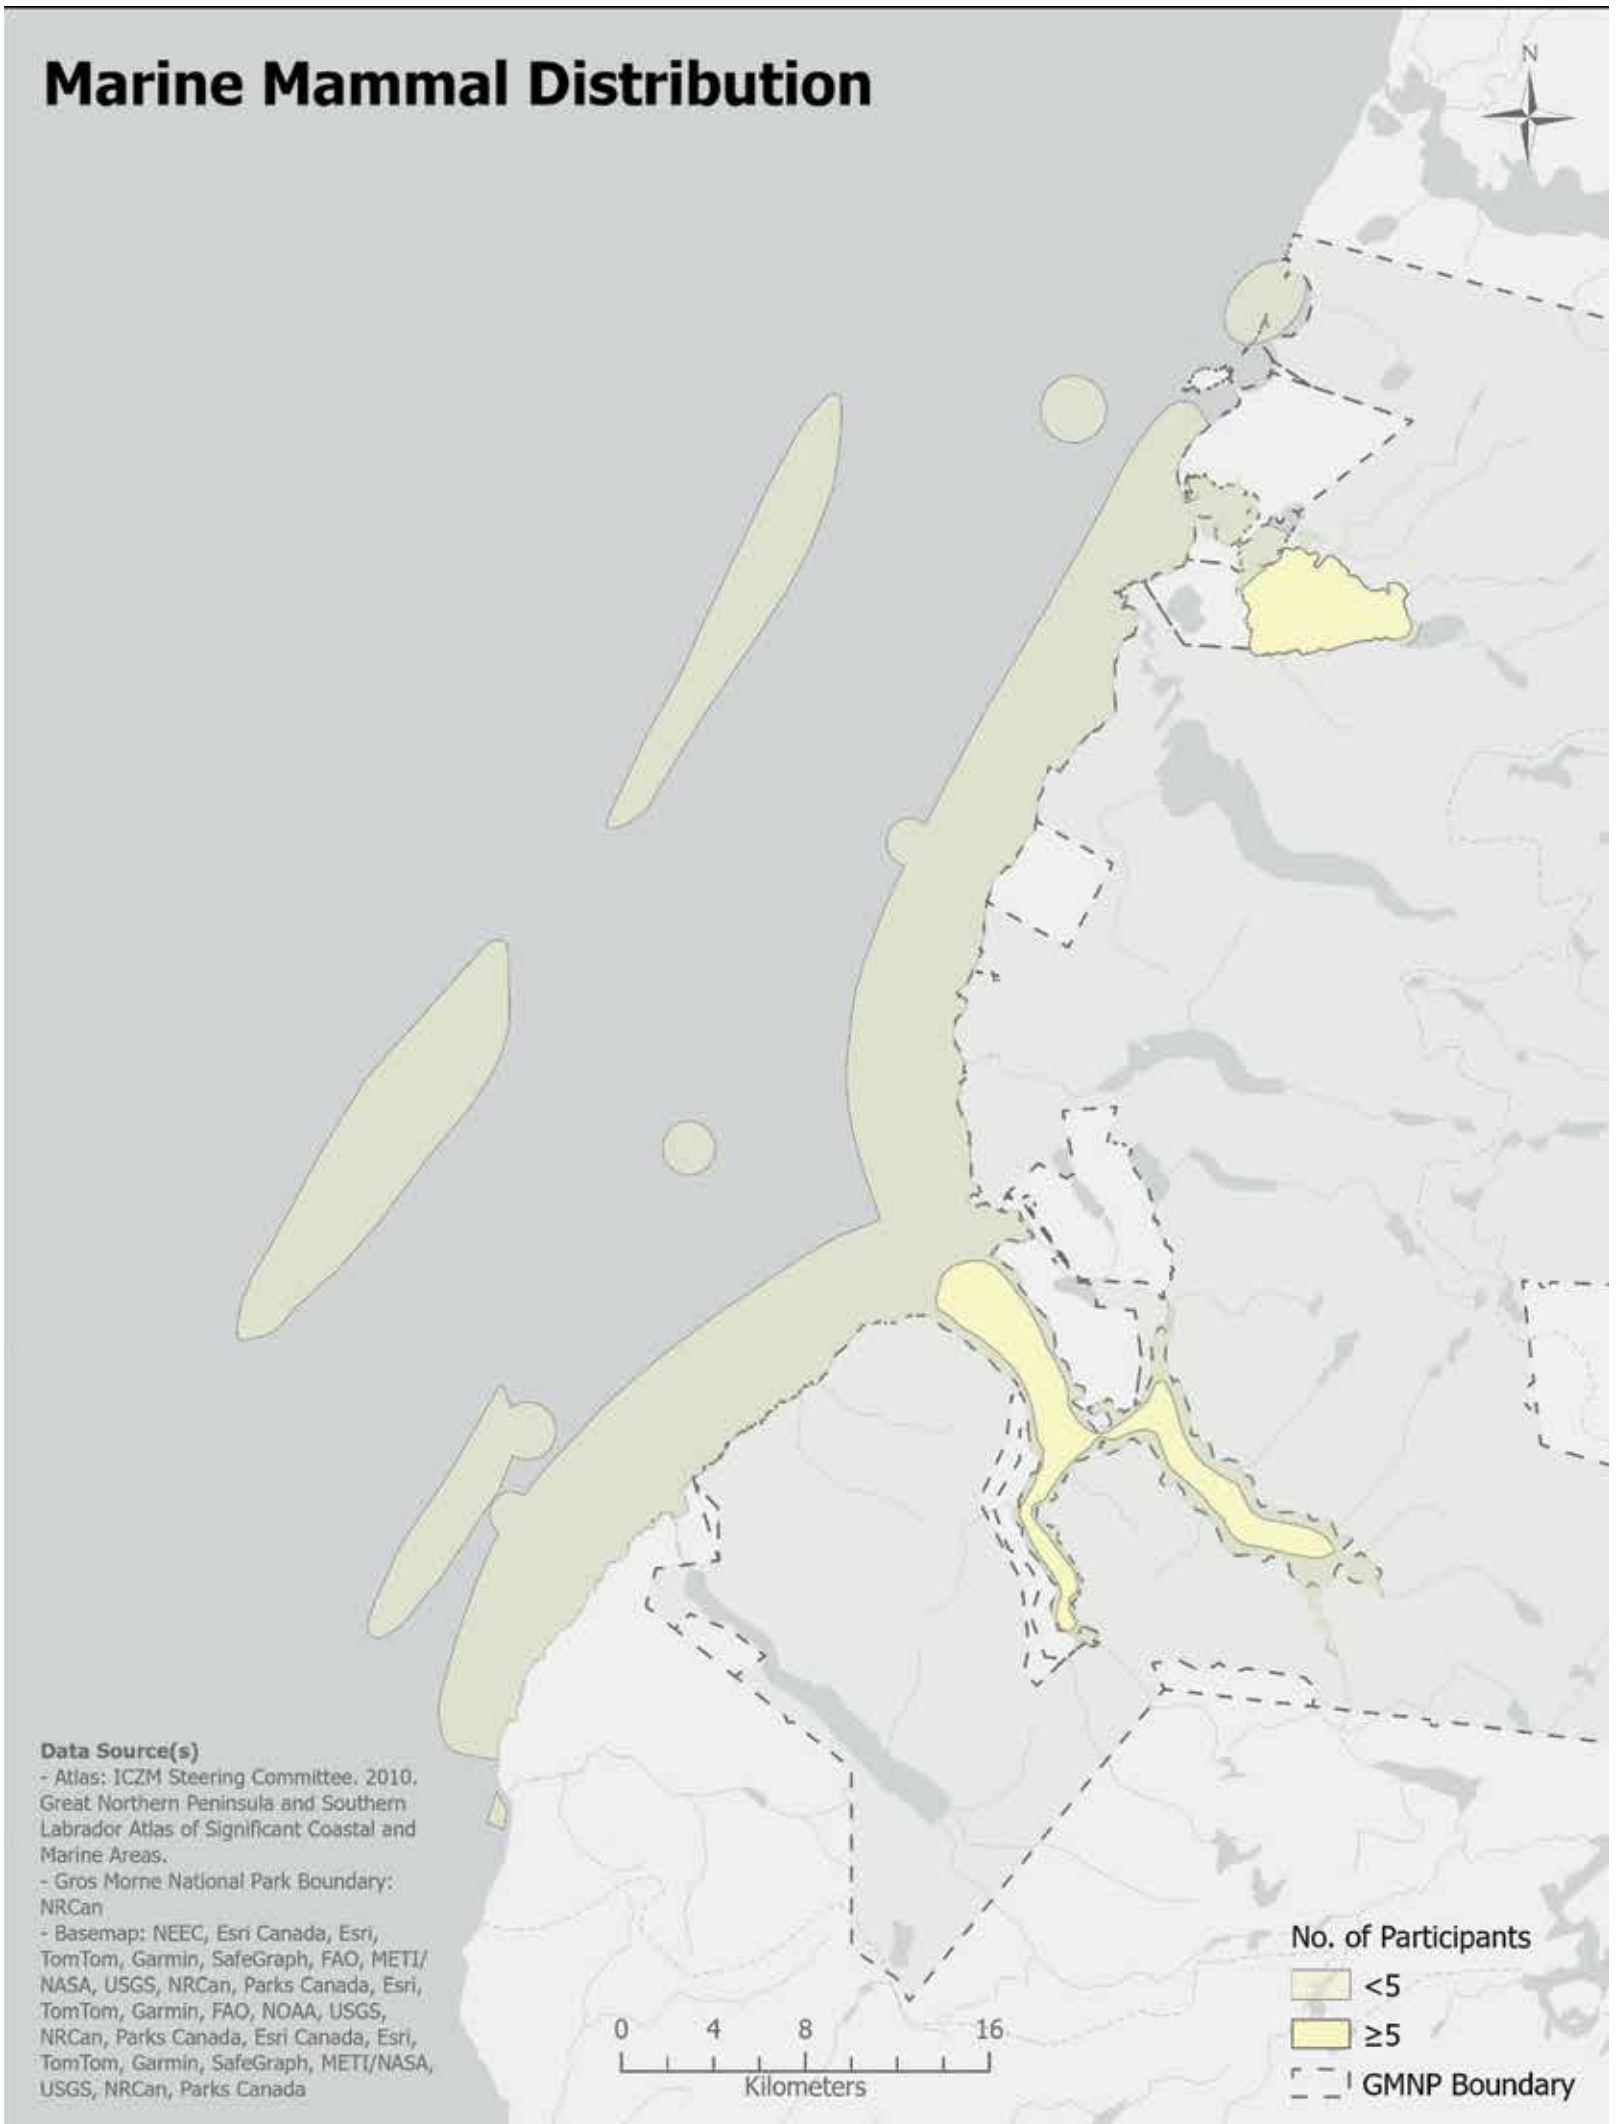 Marine Mammal Distribution
N
Data Source(s)
- Atlas: ICZM Steering Committee. 2010.
Great Northern Peninsula and Southern
Labrador Atlas of Significant Coastal and
Marine Areas.
- Gros Morne National Park Boundary:
NRCan
- Basemap: NEEC, Esri Canada, Esri,
TomTom, Garmin, SafeGraph, FAO, METI/
NASA, USGS, NRCan, Parks Canada, Esri,
TomTom, Garmin, FAO, NOAA, USGS,
NRCan, Parks Canada, Esri Canada, Esri,
TomTom, Garmin, SafeGraph, METI/NASA,
USGS, NRCan, Parks Canada
0 4 8 16
Kilometers
No. of Participants
<5
≥5
GMNP Boundary